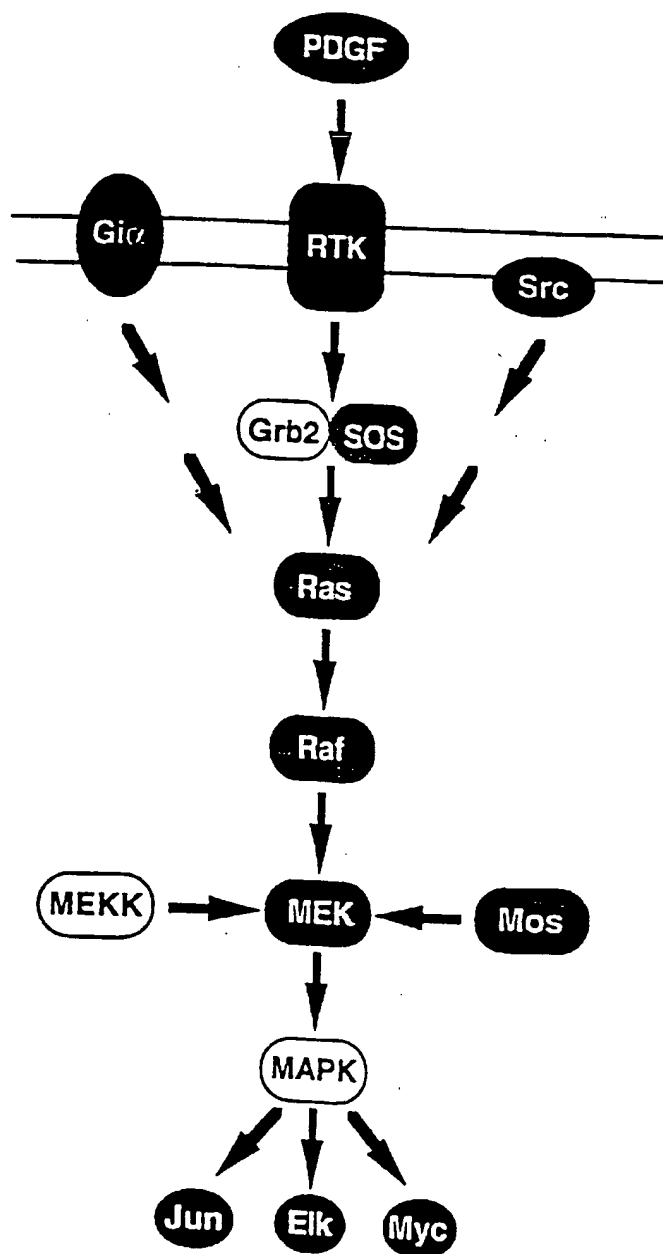 PDGF
Giα
RTK
Src
Grb2
SOS
Ras
Raf
MEKK
MEK
Mos
MAPK
Jun
Elk
Myc